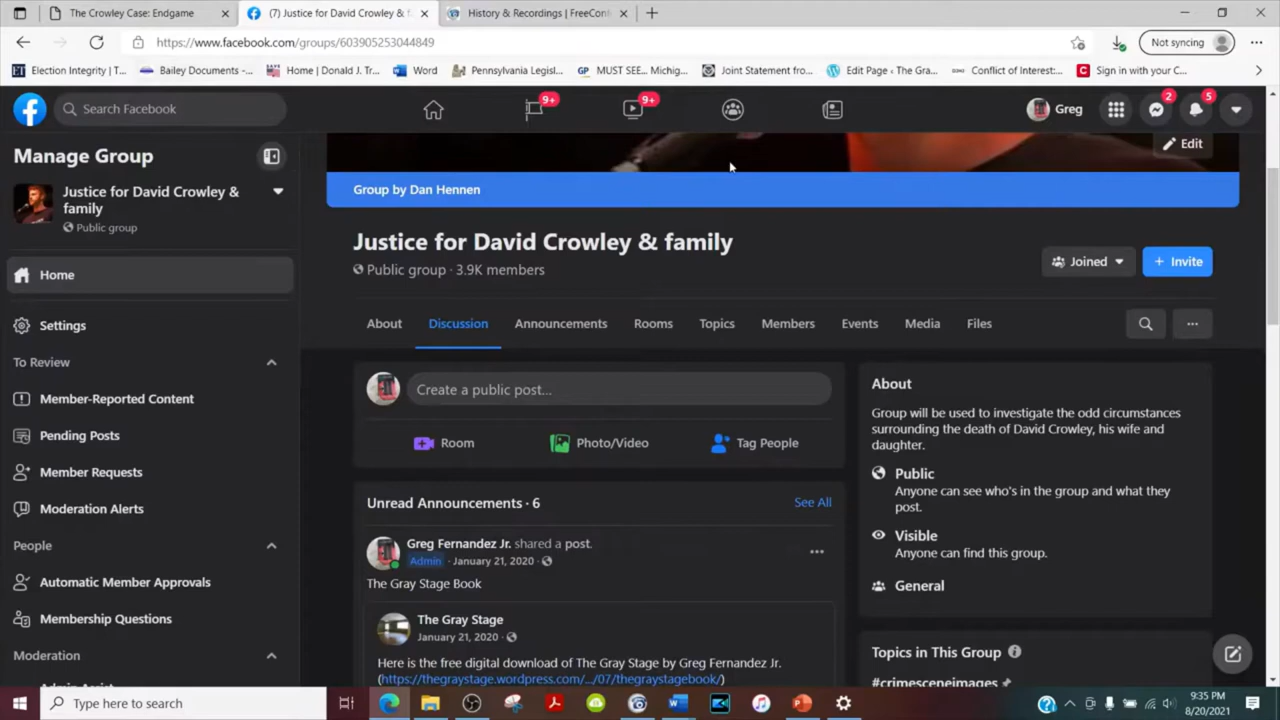 The Crowley Case: Endgame
(7) Justice for David Crowley & f
History & Recordings | FreeConf
https://www.facebook.com/groups/603905253044849
Not syncing
Election Integrity | T...
Bailey Documents -...
Home | Donald J. Tr...
Word
Pennsylvania Legisl...
GP MUST SEE... Michig...
Joint Statement fro...
Edit Page ‹ The Gra...
Conflict of Interest:...
Sign in with your C...
Search Facebook
9+
9+
Greg
2
5
Manage Group
Justice for David Crowley &
family
Public group
Home
Settings
To Review
Member-Reported Content
Pending Posts
Member Requests
Moderation Alerts
People
Automatic Member Approvals
Membership Questions
Moderation
Edit
Group by Dan Hennen
Justice for David Crowley & family
Public group · 3.9K members
Joined
+ Invite
About
Discussion
Announcements
Rooms
Topics
Members
Events
Media
Files
Create a public post...
Room
Photo/Video
Tag People
Unread Announcements · 6
See All
Greg Fernandez Jr. shared a post.
Admin · January 21, 2020 ·
The Gray Stage Book
The Gray Stage
January 21, 2020 ·
Here is the free digital download of The Gray Stage by Greg Fernandez Jr.
(https://thegraystage.wordpress.com/.../07/thegraystagebook/)
About
Group will be used to investigate the odd circumstances
surrounding the death of David Crowley, his wife and
daughter.
Public
Anyone can see who's in the group and what they
post.
Visible
Anyone can find this group.
General
Topics in This Group
#crimesceneimages
Type here to search
9:35 PM
8/20/2021